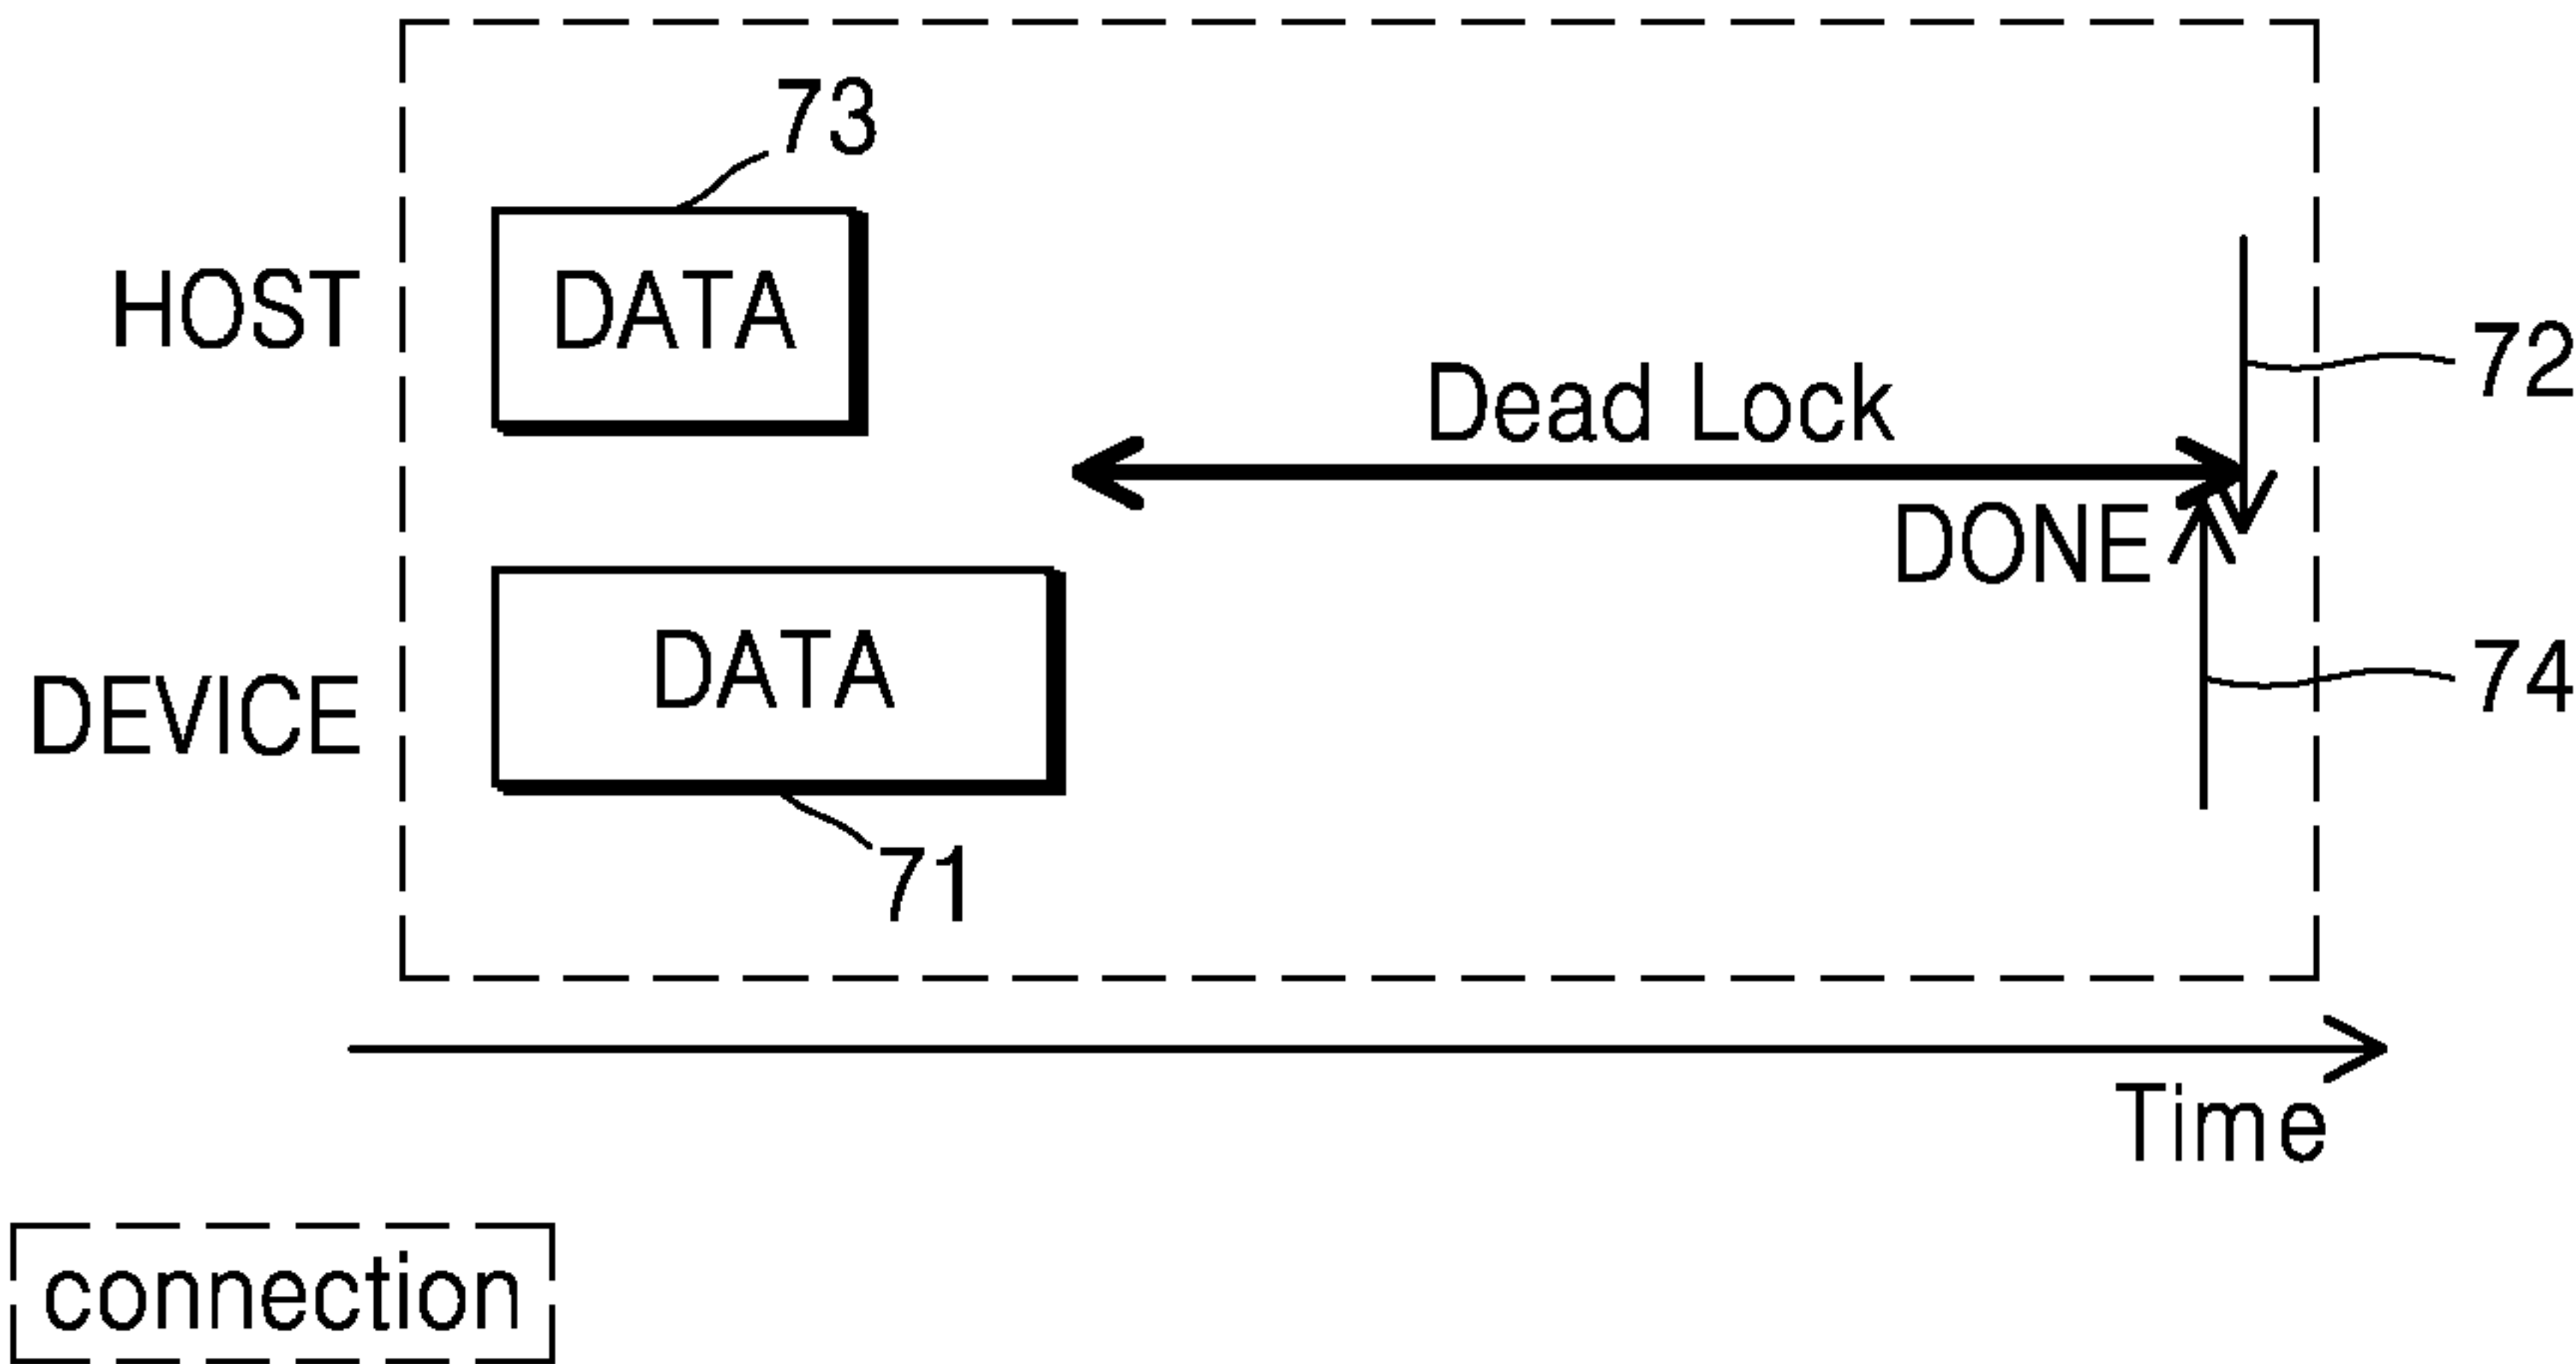 73
HOST
DATA
Dead Lock
72
DONE
DEVICE
DATA
74
71
Time
connection